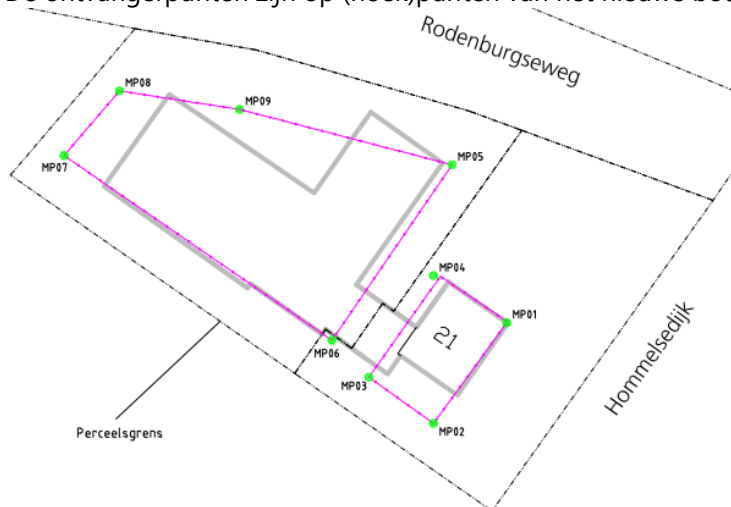 De ontvangerpunten zijn op (hoek)punten van het nieuwe
Rodenburgseweg
MP08
MP09
MP05
MP07
MP04
MP01
21
MP06
MP03
Hommelsedijk
MP02
Perceelsgrens